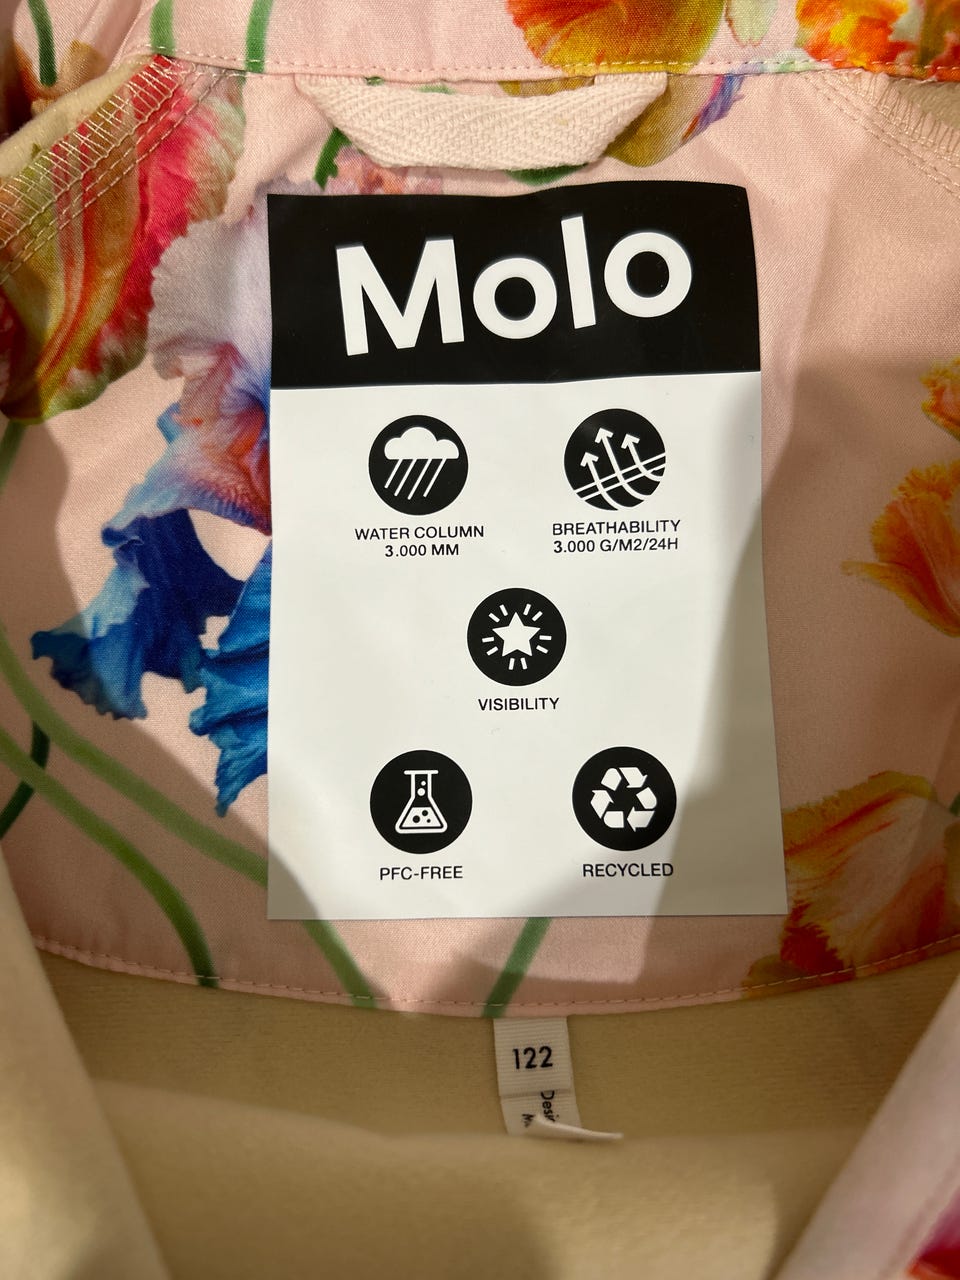 Molo
WATER COLUMN
3.000 MM
BREATHABILITY
3.000 G/M2/24H
VISIBILITY
PFC-FREE
RECYCLED
122